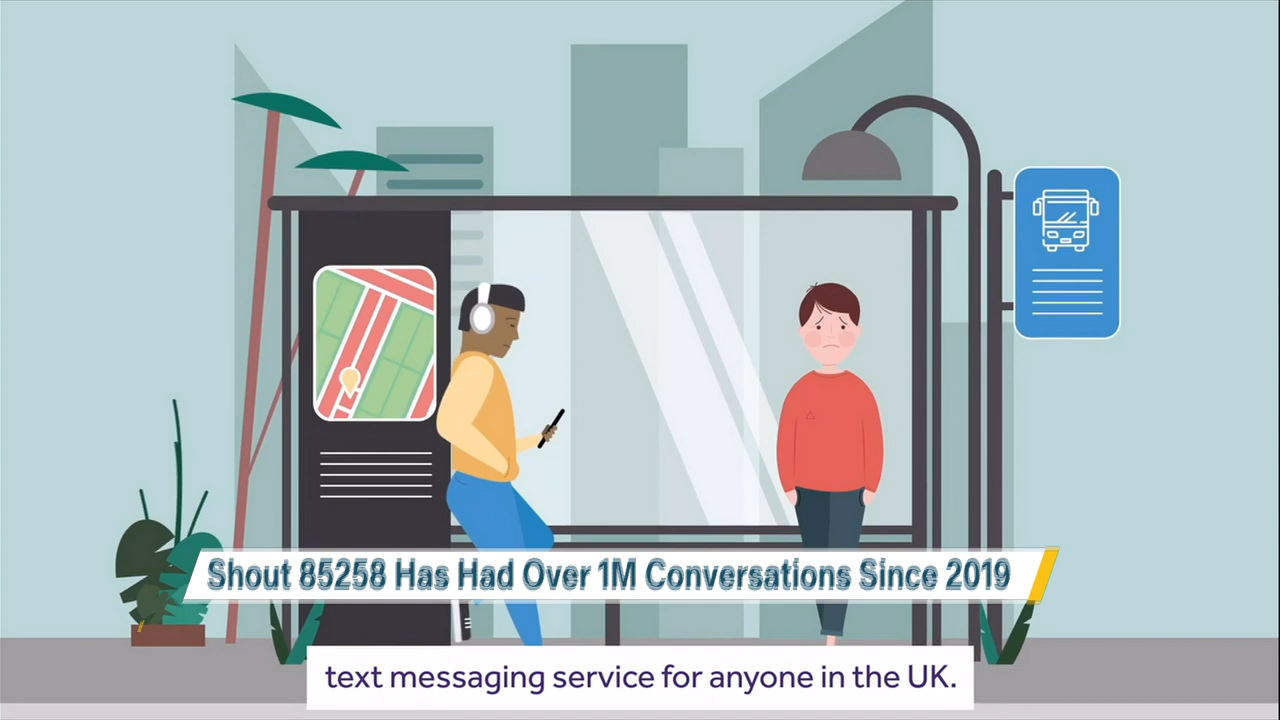 Shout 85258 Has Had Over 1M Conversations Since 2019
text messaging service for anyone in the UK.